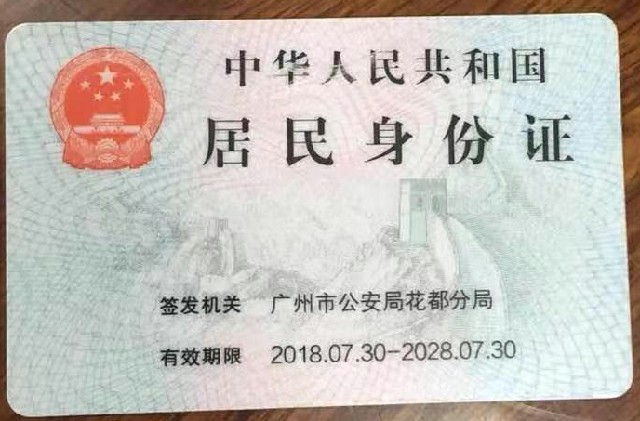 中华人民共和国
居民身份证
签发机关 广州市公安局花都分局
有效期限 2018.07.30-2028.07.30